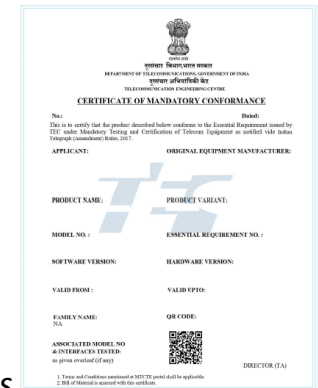 सत्यमेव जयते
दूरसंचार विभाग,भारत सरकार
DEPARTMENT OF TELECOMMUNICATIONS, GOVERNMENT OF INDIA
दूरसंचार अभियांत्रिकी केंद्र
TELECOMMUNICATION ENGINEERING CENTRE
CERTIFICATE OF MANDATORY CONFORMANCE
No.: Dated:
This is to certify that the product described below conforms to the Essential Requirement issued by
TEC under Mandatory Testing and Certification of Telecom Equipment as notified vide Indian
Telegraph (Amendment) Rules, 2017.
APPLICANT: ORIGINAL EQUIPMENT MANUFACTURER:
PRODUCT NAME: PRODUCT VARIANT:
MODEL NO. : ESSENTIAL REQUIREMENT NO. :
SOFTWARE VERSION: HARDWARE VERSION:
VALID FROM : VALID UPTO:
FAMILY NAME: QR CODE:
NA
ASSOCIATED MODEL NO
& INTERFACES TESTED:
as given overleaf (if any)
DIRECTOR (TA)
1. Terms and Conditions mentioned at MTCTE portal shall be applicable.
2. Bill of Material is annexed with this certificate.
S